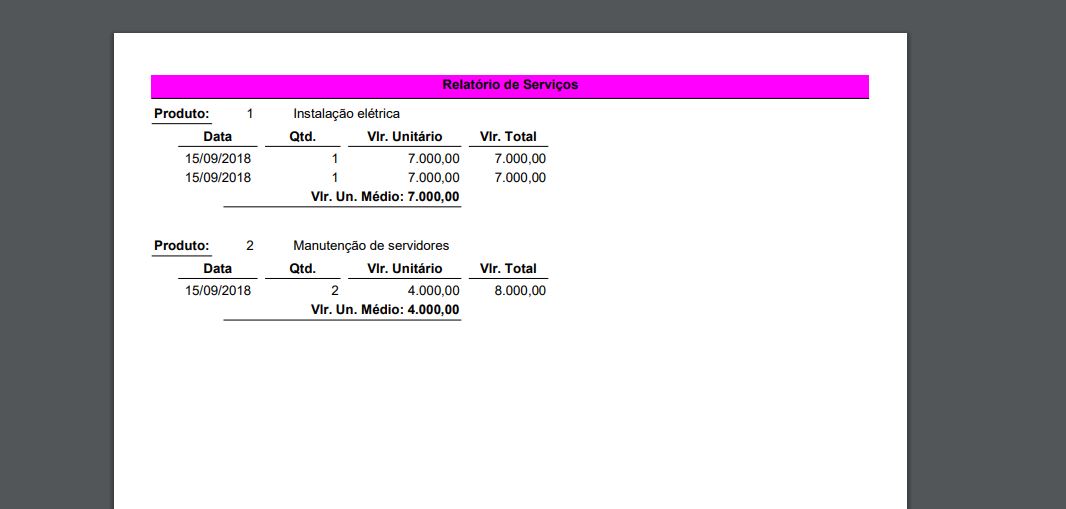 Relatório de Serviços
Produto: 1 Instalação elétrica
Data Qtd. Vlr. Unitário Vlr. Total
15/09/2018 1 7.000,00 7.000,00
15/09/2018 1 7.000,00 7.000,00
Vlr. Un. Médio: 7.000,00
Produto: 2 Manutenção de servidores
Data Qtd. Vlr. Unitário Vlr. Total
15/09/2018 2 4.000,00 8.000,00
Vlr. Un. Médio: 4.000,00